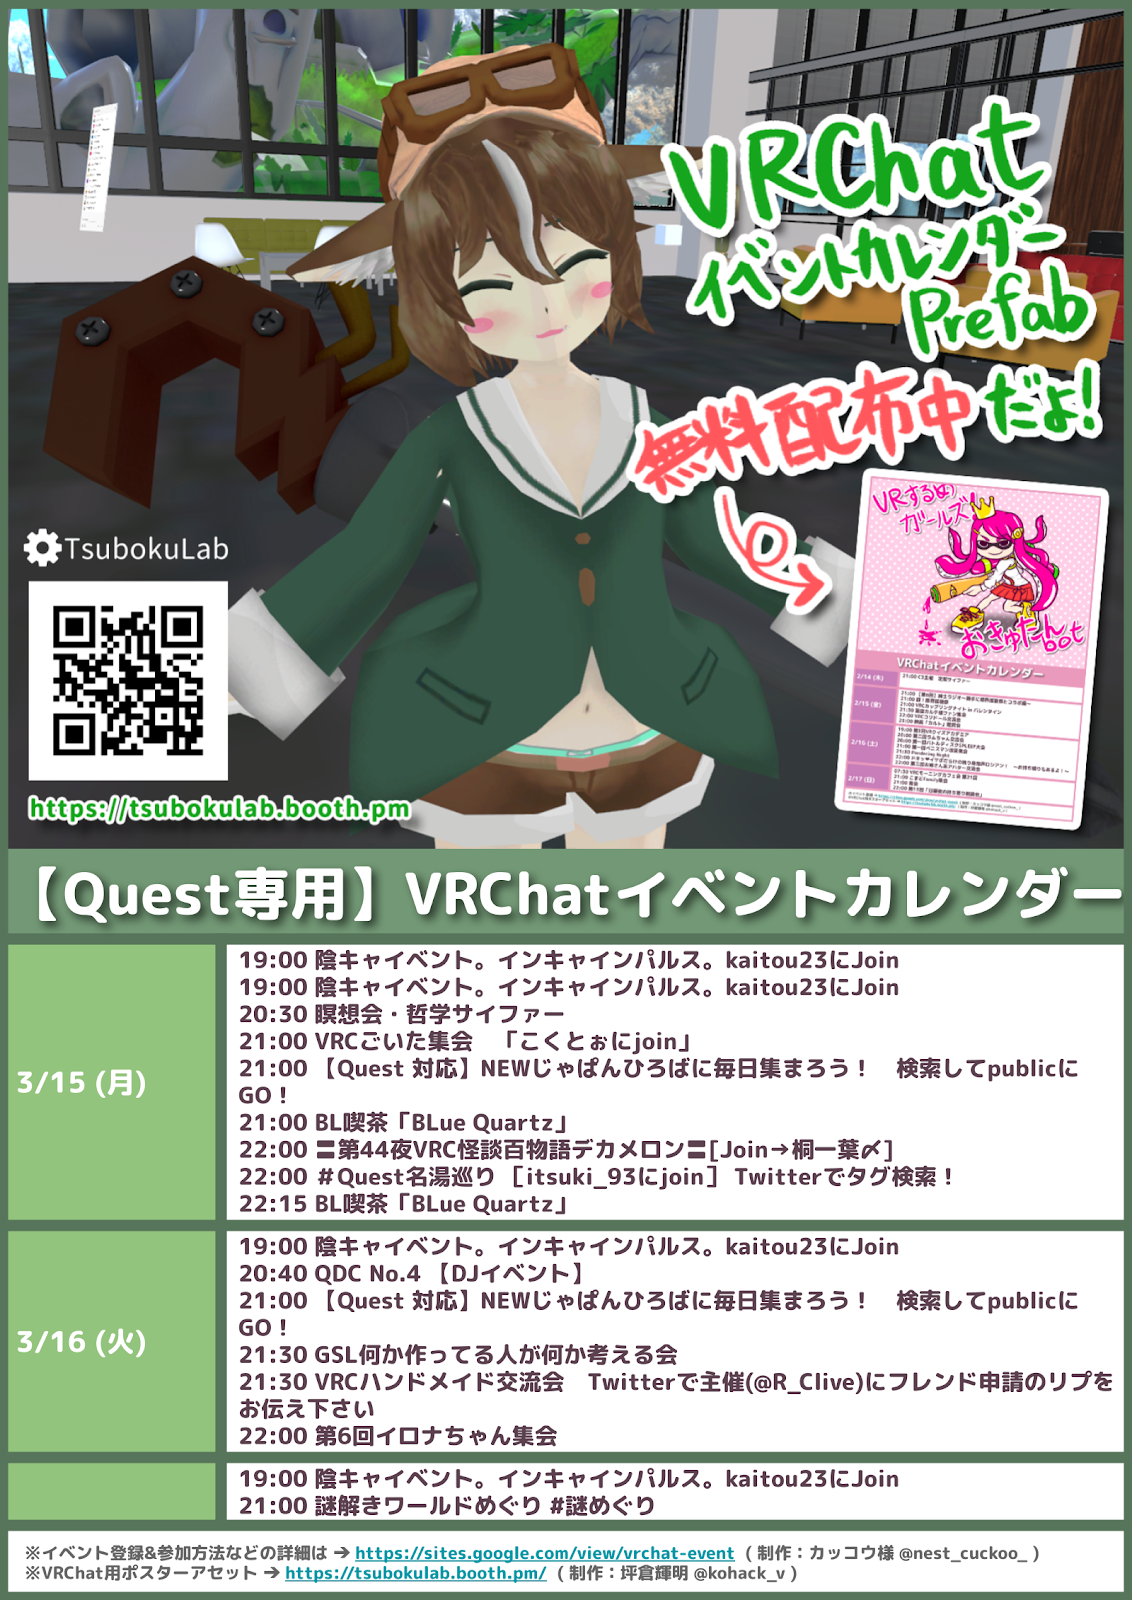 VRChat
イベントカレンダー
Prefab
無料配布中だよ!
TsubokuLab
https://tsubokulab.booth.pm
VRするめ
ガールズ
おきゅたんbot
VRChatイベントカレンダー
2/14 (木)
2/15 (金)
2/16 (土)
2/17 (日)
【Quest専用】VRChatイベントカレンダー
3/15 (月)
19:00 陰キャイベント。インキャインパルス。kaitou23にJoin
19:00 陰キャイベント。インキャインパルス。kaitou23にJoin
20:30 瞑想会・哲学サイファー
21:00 VRCごいた集会　「こくとぉにjoin」
21:00 【Quest 対応】NEWじゃぱんひろばに毎日集まろう！　検索してpublicに
GO！
21:00 BL喫茶「BLue Quartz」
22:00 〓第44夜VRC怪談百物語デカメロン〓[Join→桐一葉〆]
22:00 ＃Quest名湯巡り ［itsuki_93にjoin］ Twitterでタグ検索！
22:15 BL喫茶「BLue Quartz」
3/16 (火)
19:00 陰キャイベント。インキャインパルス。kaitou23にJoin
20:40 QDC No.4 【DJイベント】
21:00 【Quest 対応】NEWじゃぱんひろばに毎日集まろう！　検索してpublicに
GO！
21:30 GSL何か作ってる人が何か考える会
21:30 VRCハンドメイド交流会　Twitterで主催(@R_Clive)にフレンド申請のリプを
お伝え下さい
22:00 第6回イロナちゃん集会
19:00 陰キャイベント。インキャインパルス。kaitou23にJoin
21:00 謎解きワールドめぐり #謎めぐり
※イベント登録&参加方法などの詳細は → https://sites.google.com/view/vrchat-event （ 制作：カッコウ様 @nest_cuckoo_ ）
※VRChat用ポスターアセット → https://tsubokulab.booth.pm/ （ 制作：坪倉輝明 @kohack_v ）